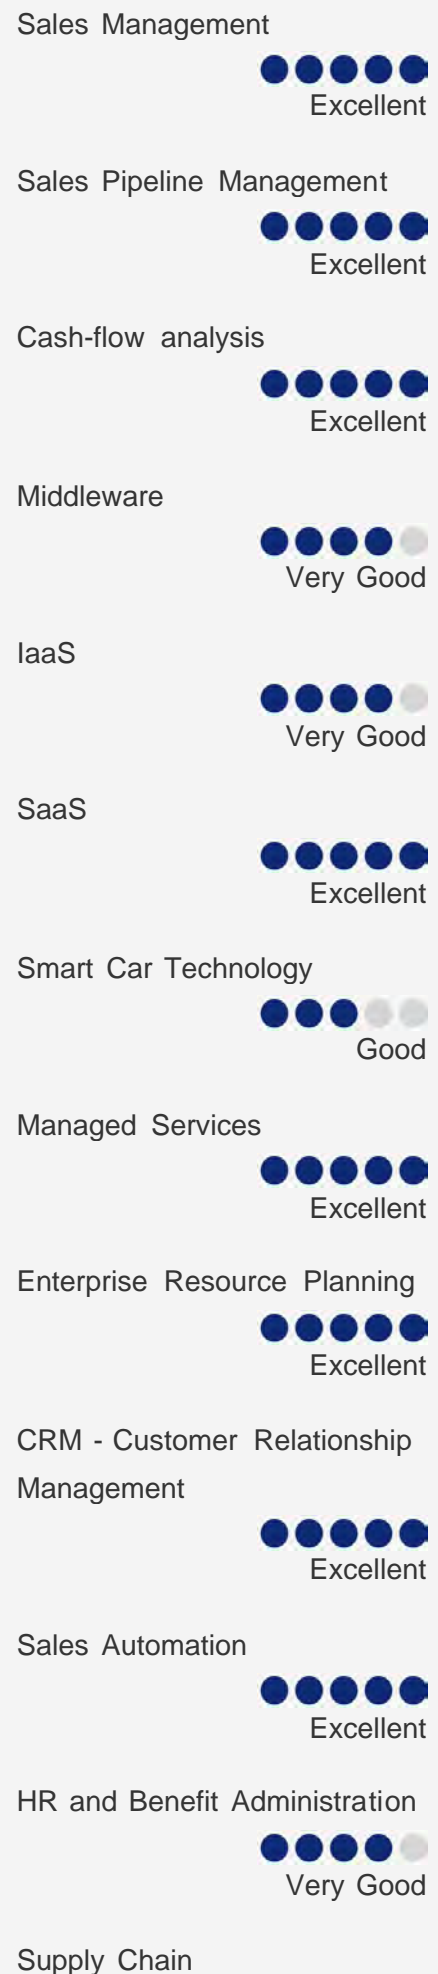 Sales Management
Excellent
Sales Pipeline Management
Excellent
Cash-flow analysis
Excellent
Middleware
Very Good
IaaS
Very Good
SaaS
Excellent
Smart Car Technology
Good
Managed Services
Excellent
Enterprise Resource Planning
Excellent
CRM - Customer Relationship
Management
Excellent
Sales Automation
Excellent
HR and Benefit Administration
Very Good
Supply Chain